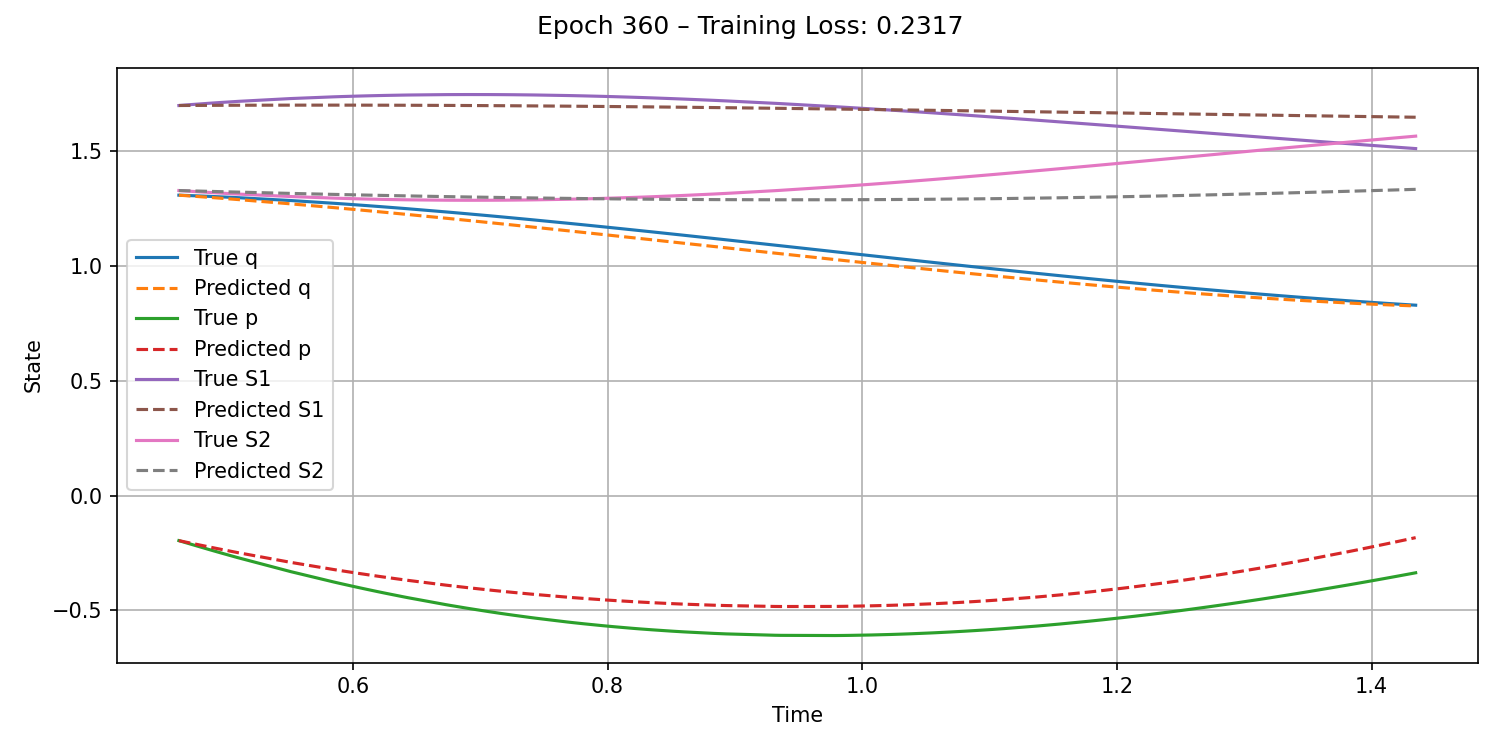 Epoch 360 – Training Loss: 0.2317
State
1.5
1.0
0.5
0.0
−0.5
True q
Predicted q
True p
Predicted p
True S1
Predicted S1
True S2
Predicted S2
0.6
0.8
1.0
1.2
1.4
Time